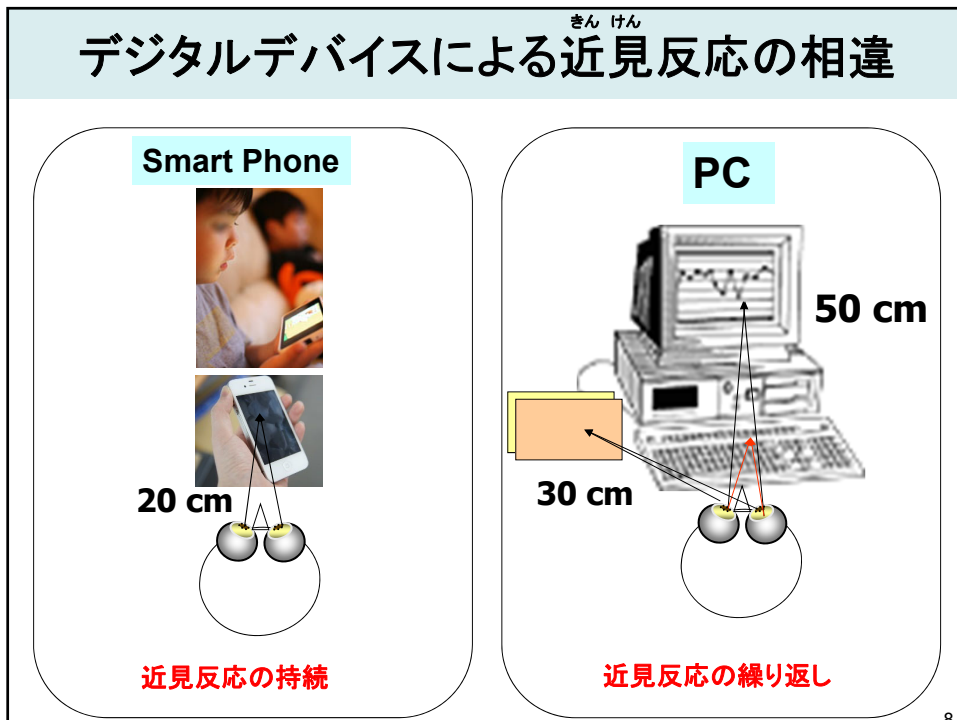 きん けん
デジタルデバイスによる近見反応の相違
Smart Phone
20 cm
近見反応の持続
PC
50 cm
30 cm
近見反応の繰り返し
8